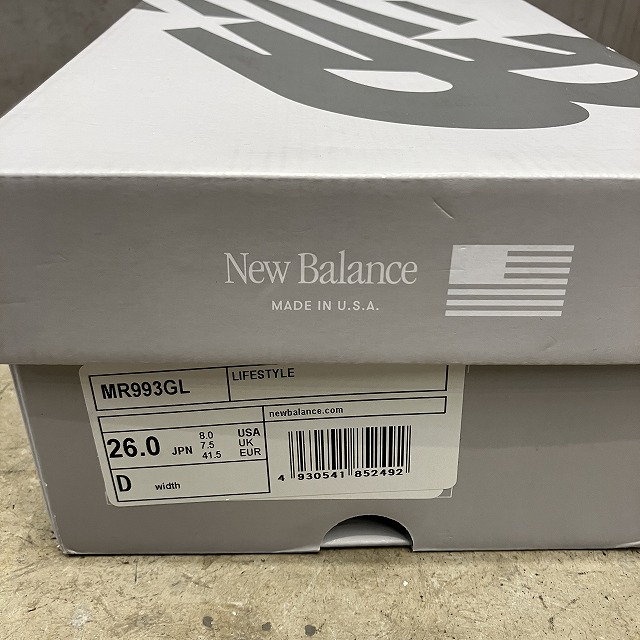 New Balance
MADE IN U.S.A.
MR993GL
LIFESTYLE
newbalance.com
26.0 JPN
8.0 USA
7.5 UK
41.5 EUR
D width
4 930541 852492